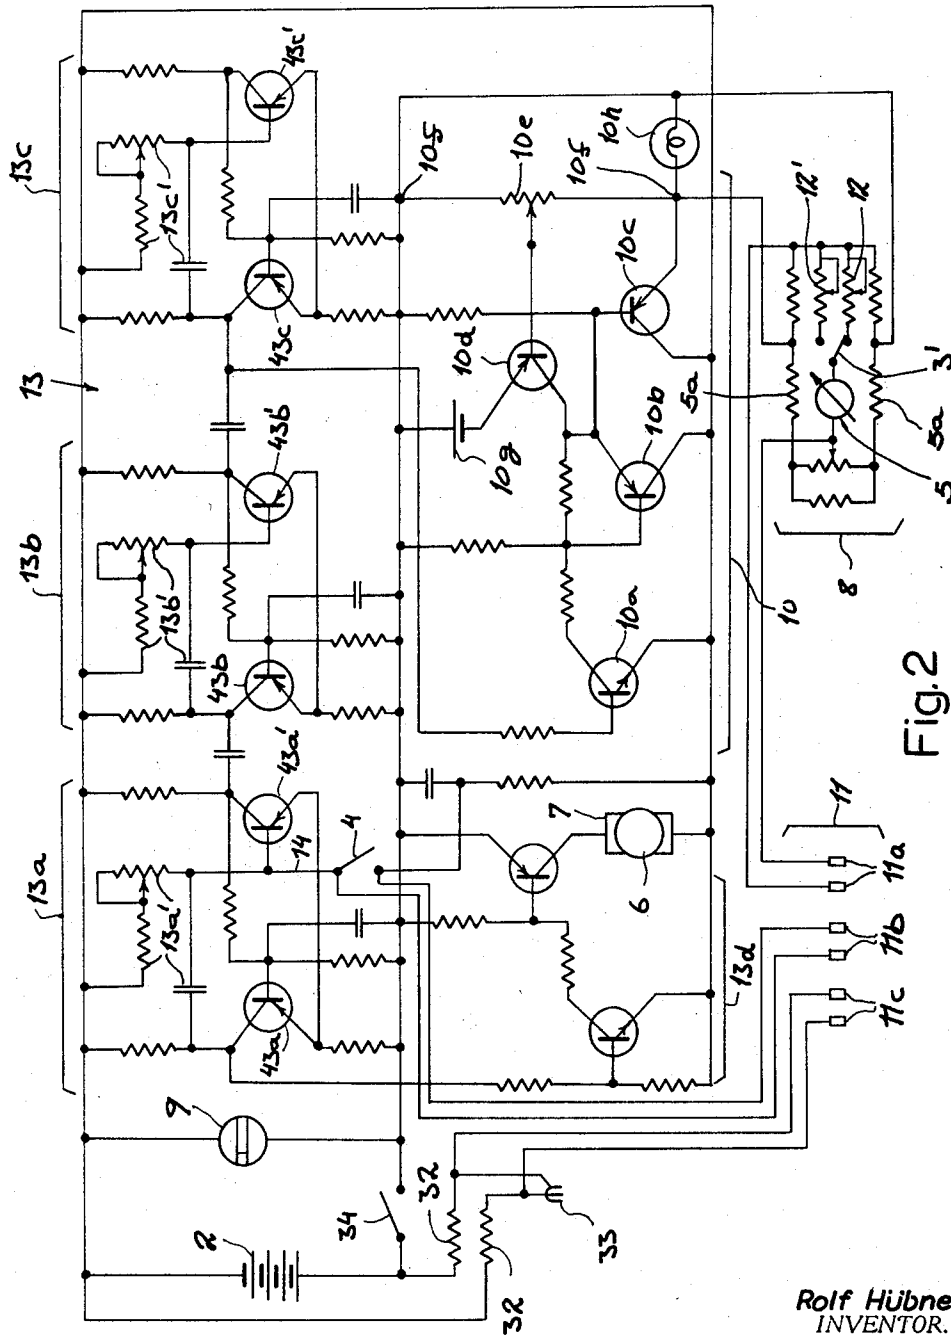 13
13a
13b
13c
13a'
13b'
13c'
43a
43a'
43b
43b'
43c
43c'
9
2
34
32
32
33
14
4
7
6
13d
10
10a
10b
10c
10d
10e
10f
10f
10g
10h
5a
5a
5
3'
12
12'
8
11
11a
11b
11c
Fig.2
Rolf Hübne
INVENTOR.